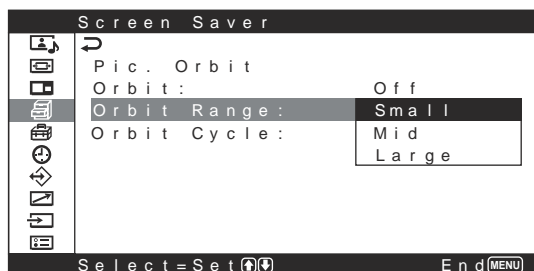 Screen Saver
Pic. Orbit
Orbit: Off
Orbit Range: Small
Orbit Cycle: Mid
Large
Select=Set End MENU